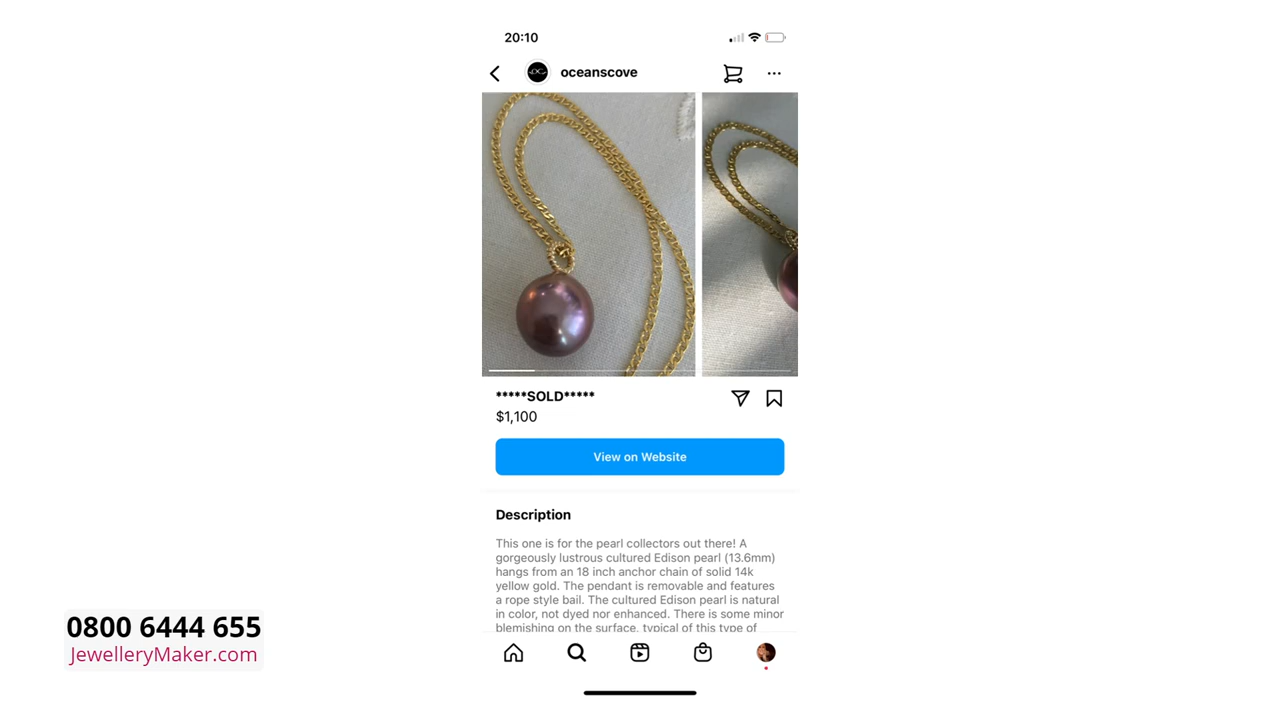 20:10
oceanscove
*****SOLD*****
$1,100
View on Website
Description
This one is for the pearl collectors out there! A
gorgeously lustrous cultured Edison pearl (13.6mm)
hangs from an 18 inch anchor chain of solid 14k
yellow gold. The pendant is removable and features
a rope style bail. The cultured Edison pearl is natural
in color, not dyed nor enhanced. There is some minor
blemishing on the surface, typical of this type of
0800 6444 655
JewelleryMaker.com